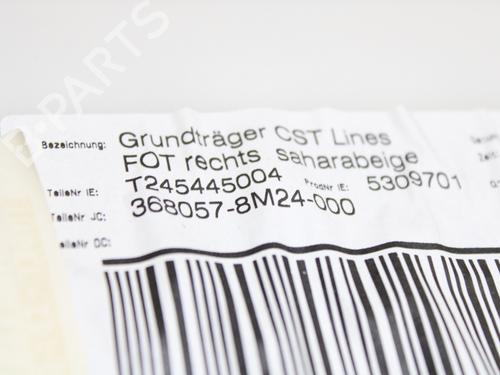 B-PARTS
Bezeichnung: Grundträger CST Lines
FOT rechts saharabeige
TeileNr IE: T245445004 ProdNr IE: 5309701
TeileNr JC: 368057-8M24-000
TeileNr DC: